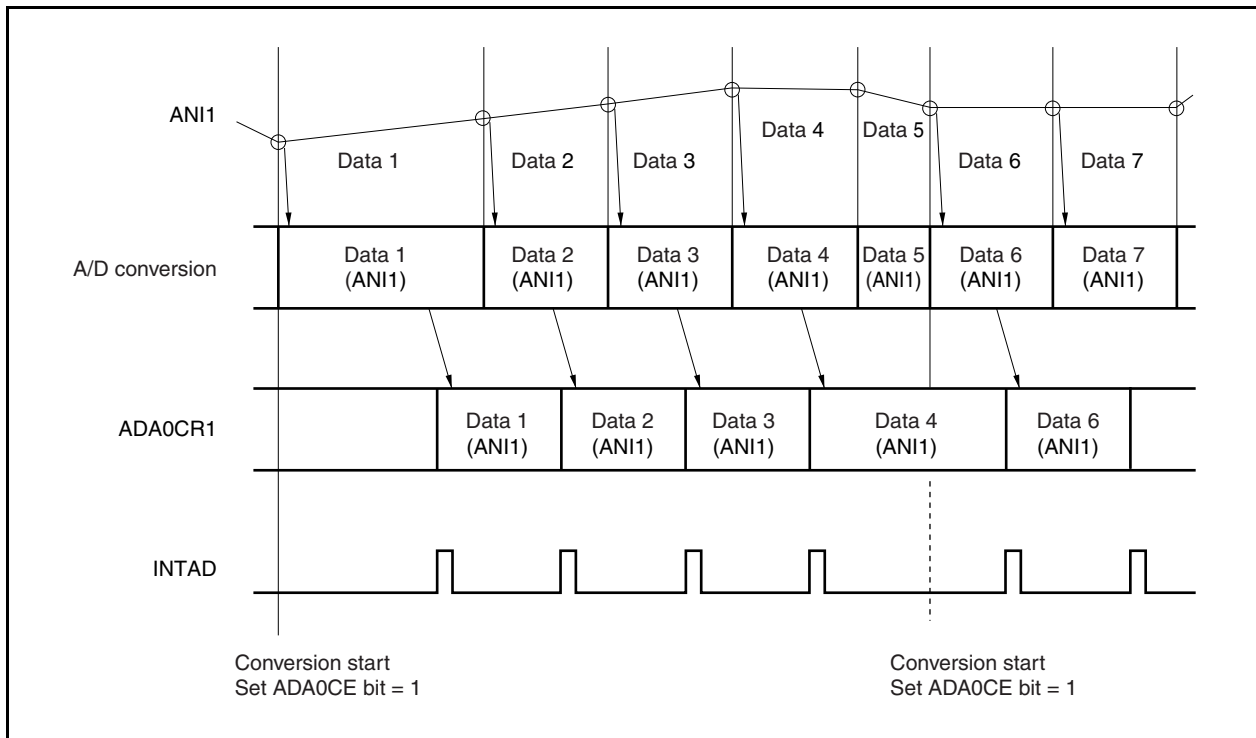 ANI1
Data 1
Data 2
Data 3
Data 4
Data 5
Data 6
Data 7
A/D conversion
Data 1
(ANI1)
Data 2
(ANI1)
Data 3
(ANI1)
Data 4
(ANI1)
Data 5
(ANI1)
Data 6
(ANI1)
Data 7
(ANI1)
ADA0CR1
Data 1
(ANI1)
Data 2
(ANI1)
Data 3
(ANI1)
Data 4
(ANI1)
Data 6
(ANI1)
INTAD
Conversion start
Set ADA0CE bit = 1
Conversion start
Set ADA0CE bit = 1